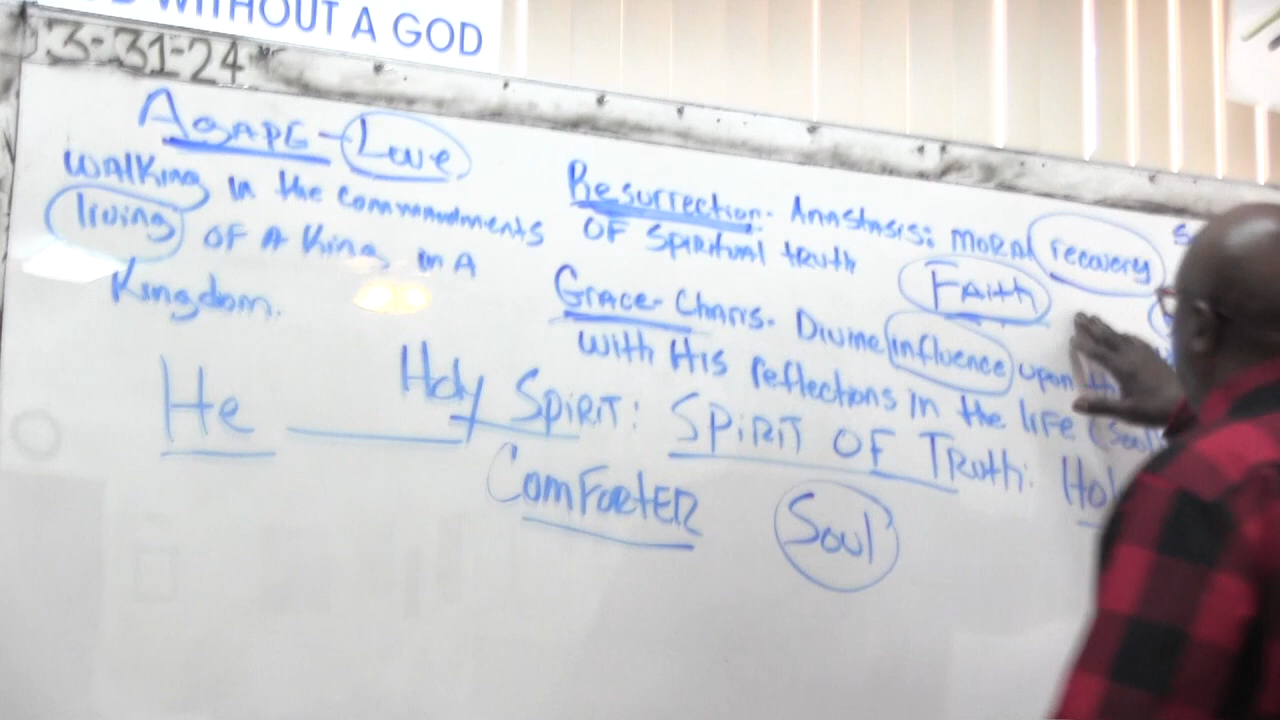 WITHOUT A GOD
3-31-24
AGAPE - Love
walking in the commandments
living of A King in A
Kingdom.
Resurrection - Anastasis: moral recovery
OF Spiritual truth
FAith
Grace - Charis - Divine influence upon the
with His reflections in the life (Soul)
He Holy Spirit: Spirit OF Truth: Hol
ComForter
Soul